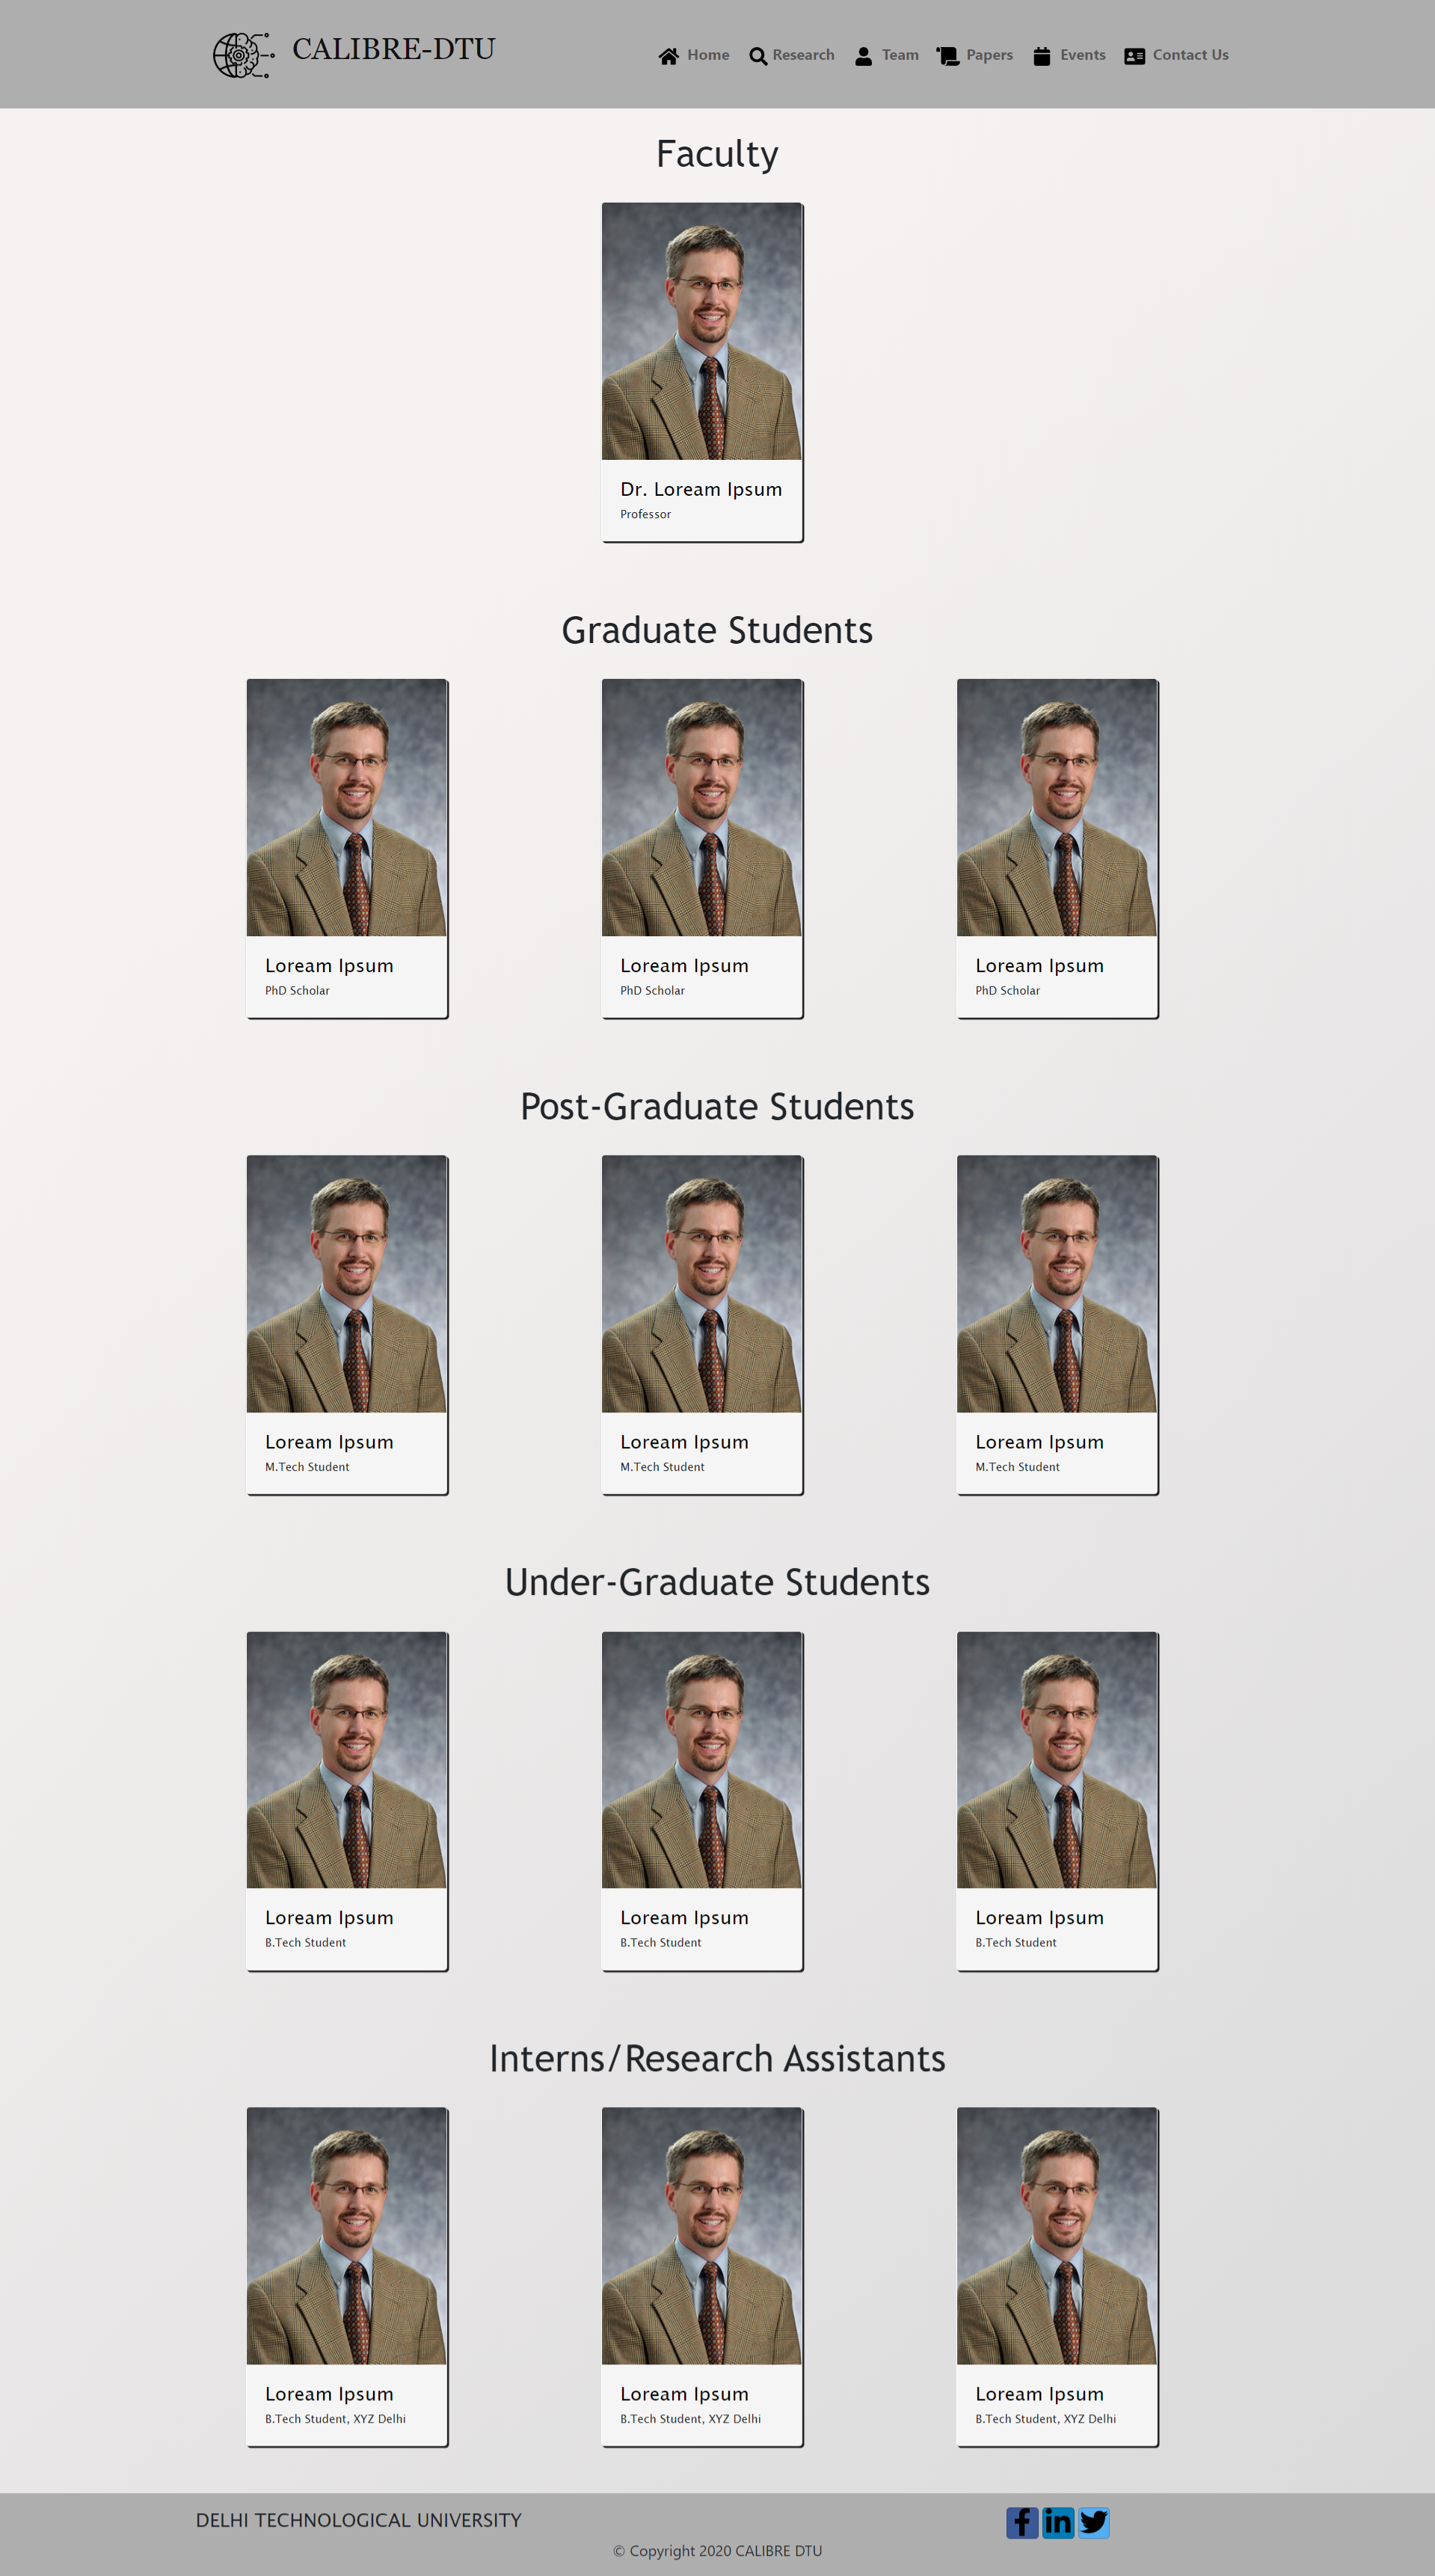 CALIBRE-DTU
Home Research Team Papers Events Contact Us
Faculty
Dr. Loream Ipsum
Professor
Graduate Students
Loream Ipsum Loream Ipsum Loream Ipsum
PhD Scholar PhD Scholar PhD Scholar
Post-Graduate Students
Loream Ipsum Loream Ipsum Loream Ipsum
M.Tech Student M.Tech Student M.Tech Student
Under-Graduate Students
Loream Ipsum Loream Ipsum Loream Ipsum
B.Tech Student B.Tech Student B.Tech Student
Interns/Research Assistants
Loream Ipsum Loream Ipsum Loream Ipsum
B.Tech Student, XYZ Delhi B.Tech Student, XYZ Delhi B.Tech Student, XYZ Delhi
DELHI TECHNOLOGICAL UNIVERSITY
© Copyright 2020 CALIBRE DTU